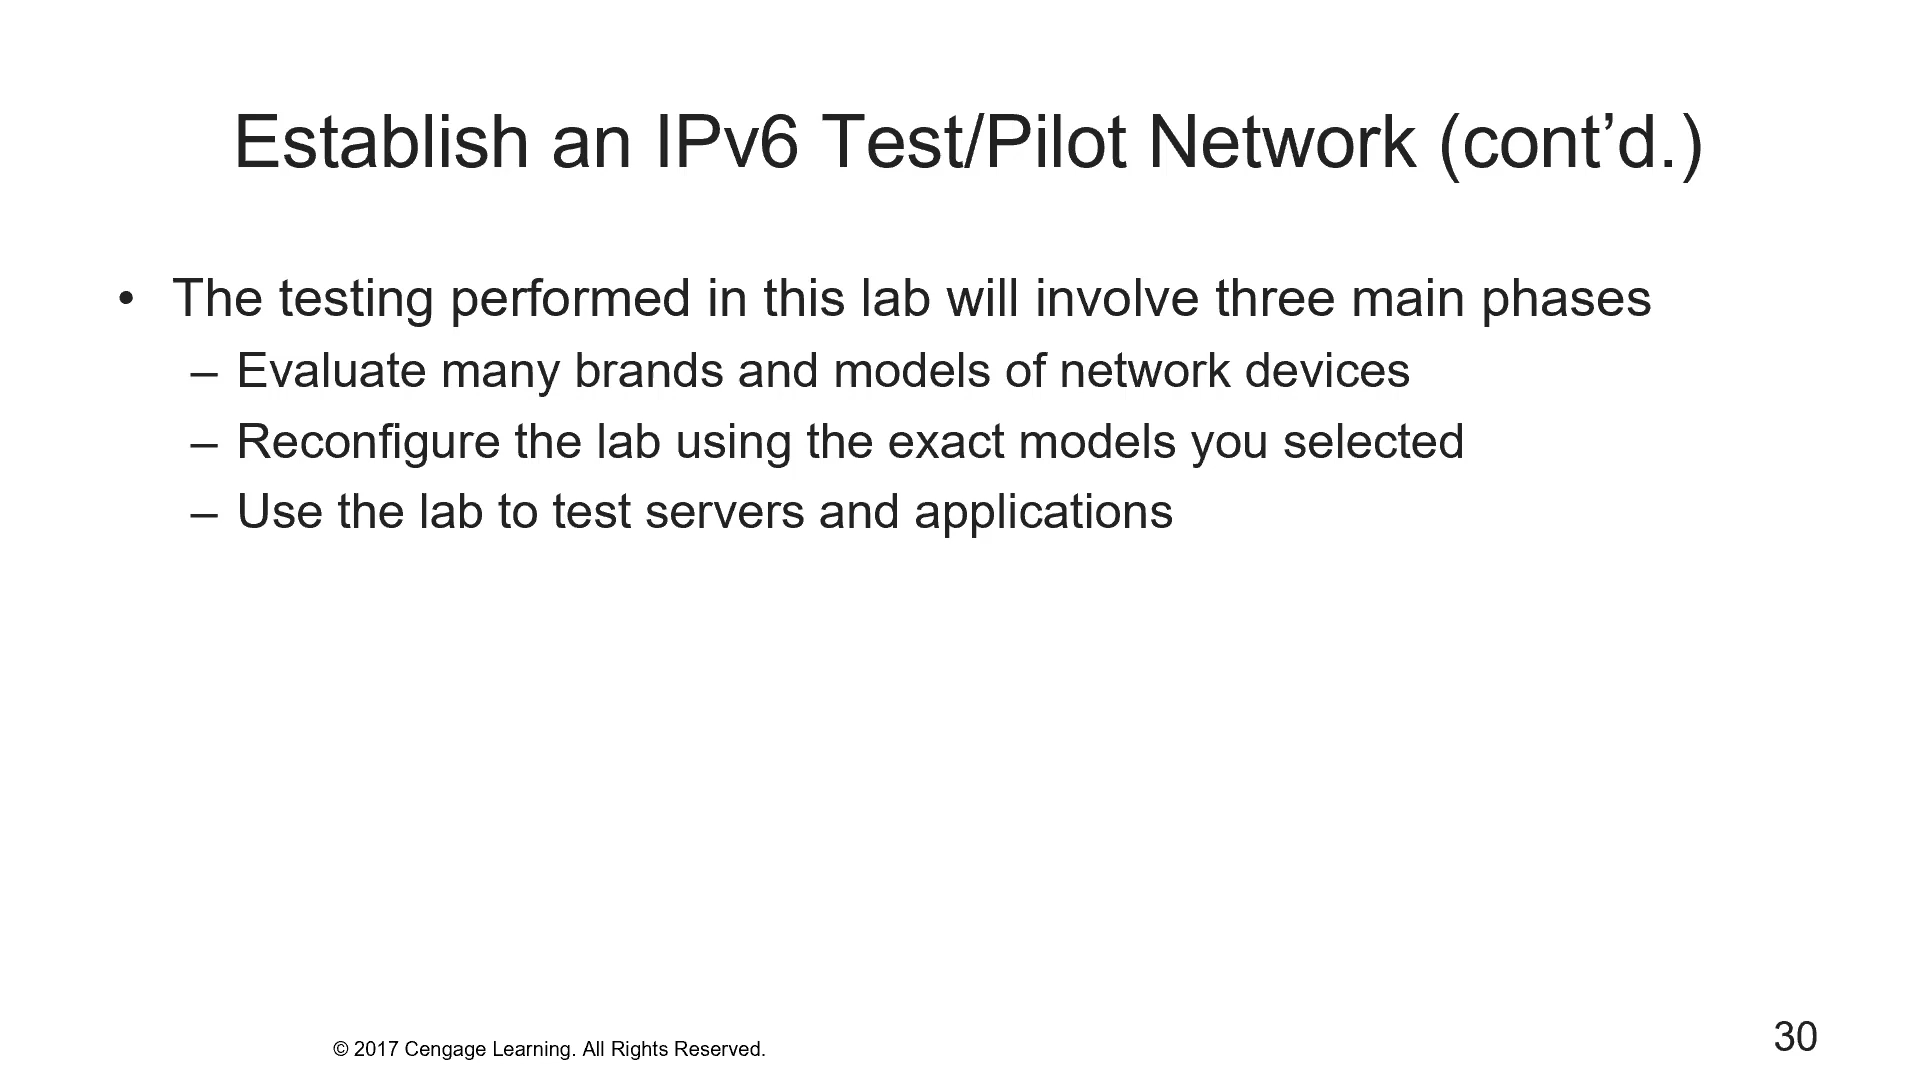 Establish an IPv6 Test/Pilot Network (cont’d.)
• The testing performed in this lab will involve three main phases
– Evaluate many brands and models of network devices
– Reconfigure the lab using the exact models you selected
– Use the lab to test servers and applications
© 2017 Cengage Learning. All Rights Reserved.
30